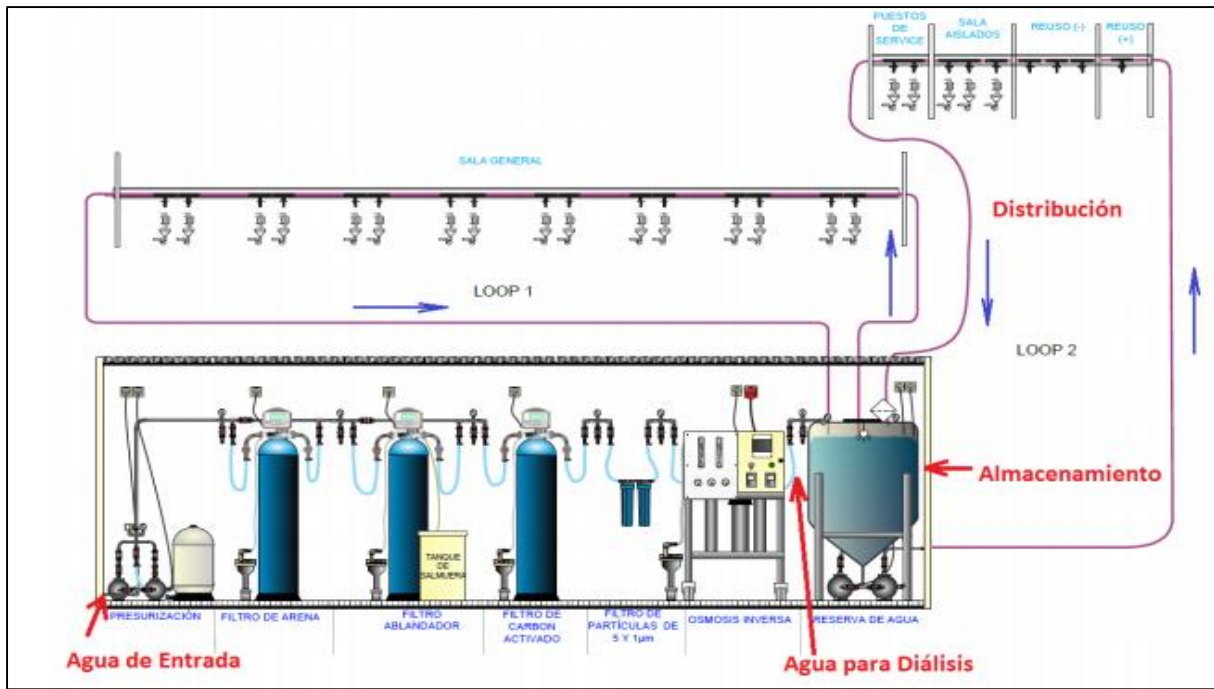 PUESTOS
DE
SERVICE
SALA
AISLADOS
REUSO (-)
REUSO
(+)
SALA GENERAL
Distribución
LOOP 1
LOOP 2
Almacenamiento
TANQUE
DE
SALMUERA
PRESURIZACIÓN
FILTRO DE ARENA
FILTRO
ABLANDADOR
FILTRO DE
CARBON
ACTIVADO
FILTRO DE
PARTÍCULAS DE
5 Y 1µm
OSMOSIS INVERSA
RESERVA DE AGUA
Agua de Entrada
Agua para Diálisis